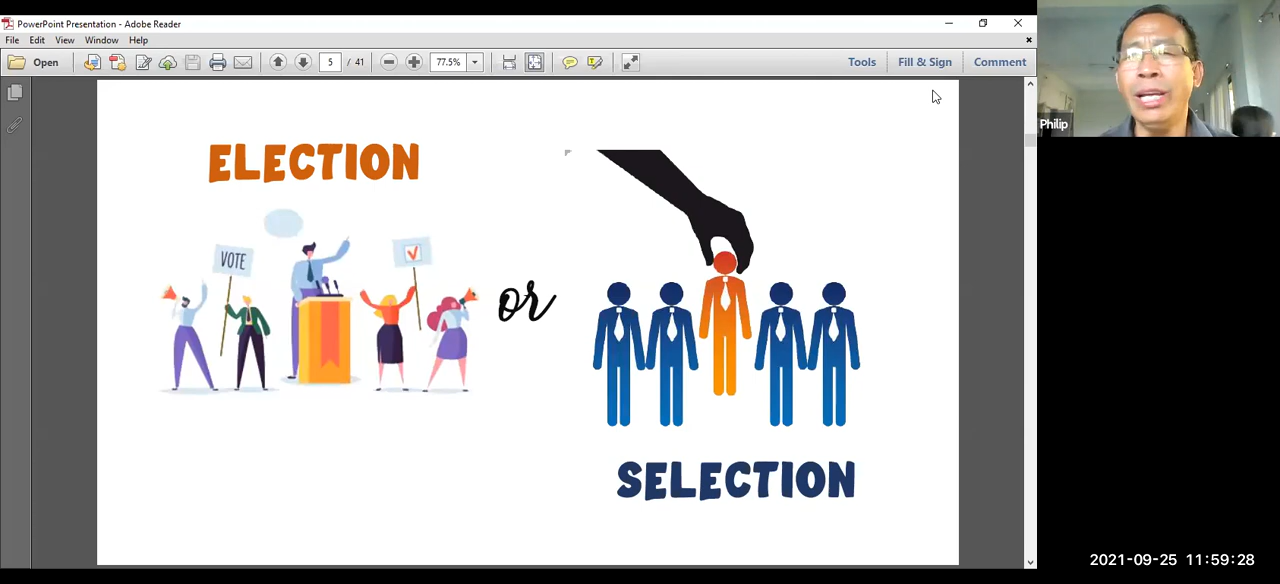 PowerPoint Presentation - Adobe Reader
File Edit View Window Help
Open 5 / 41 77.5% Tools Fill & Sign Comment
Philip
ELECTION
VOTE
or
SELECTION
2021-09-25 11:59:28